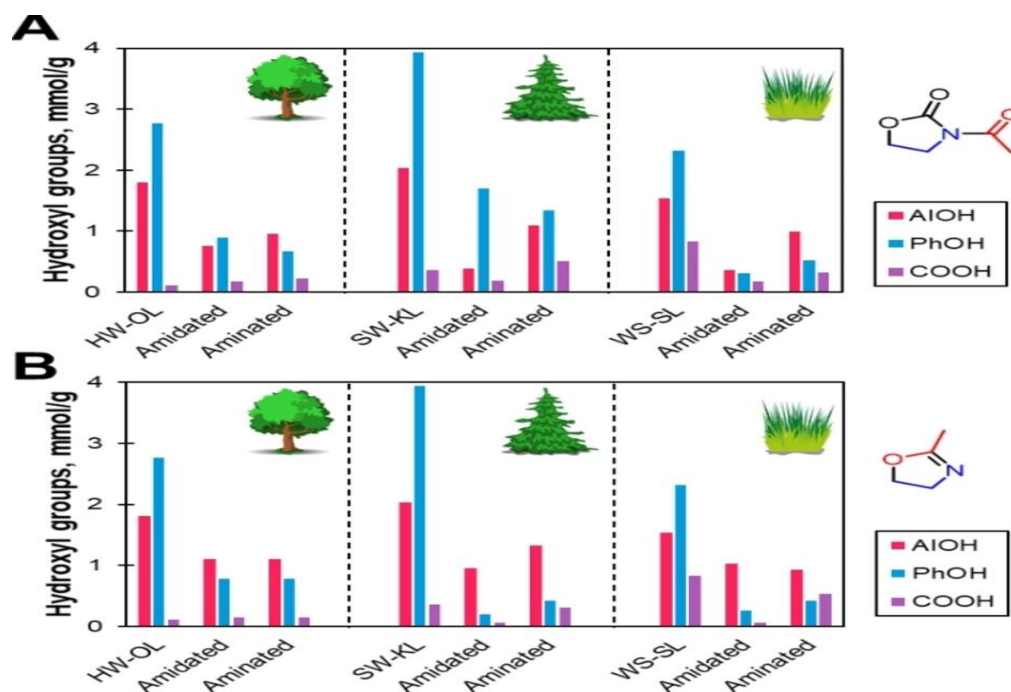 A
Hydroxyl groups, mmol/g
4
3
2
1
0
HW-OL
Amidated
Aminated
SW-KL
Amidated
Aminated
WS-SL
Amidated
Aminated
O
O
N
O
AlOH
PhOH
COOH
B
Hydroxyl groups, mmol/g
4
3
2
1
0
HW-OL
Amidated
Aminated
SW-KL
Amidated
Aminated
WS-SL
Amidated
Aminated
O
N
AlOH
PhOH
COOH